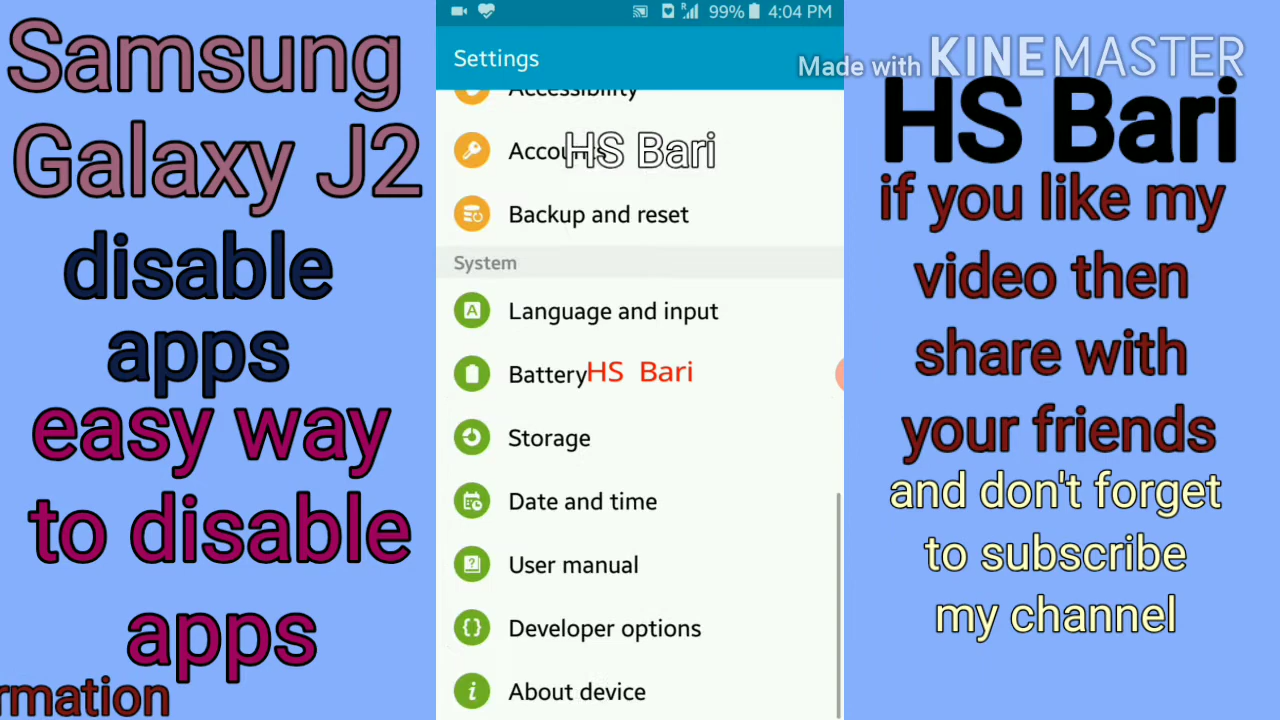 Samsung
Galaxy J2
disable
apps
easy way
to disable
apps
rmation
99% 4:04 PM
Settings
Accessibility
HS Bari
Backup and reset
System
Language and input
Battery HS Bari
Storage
Date and time
User manual
Developer options
About device
Made with KINEMASTER
HS Bari
if you like my
video then
share with
your friends
and don't forget
to subscribe
my channel